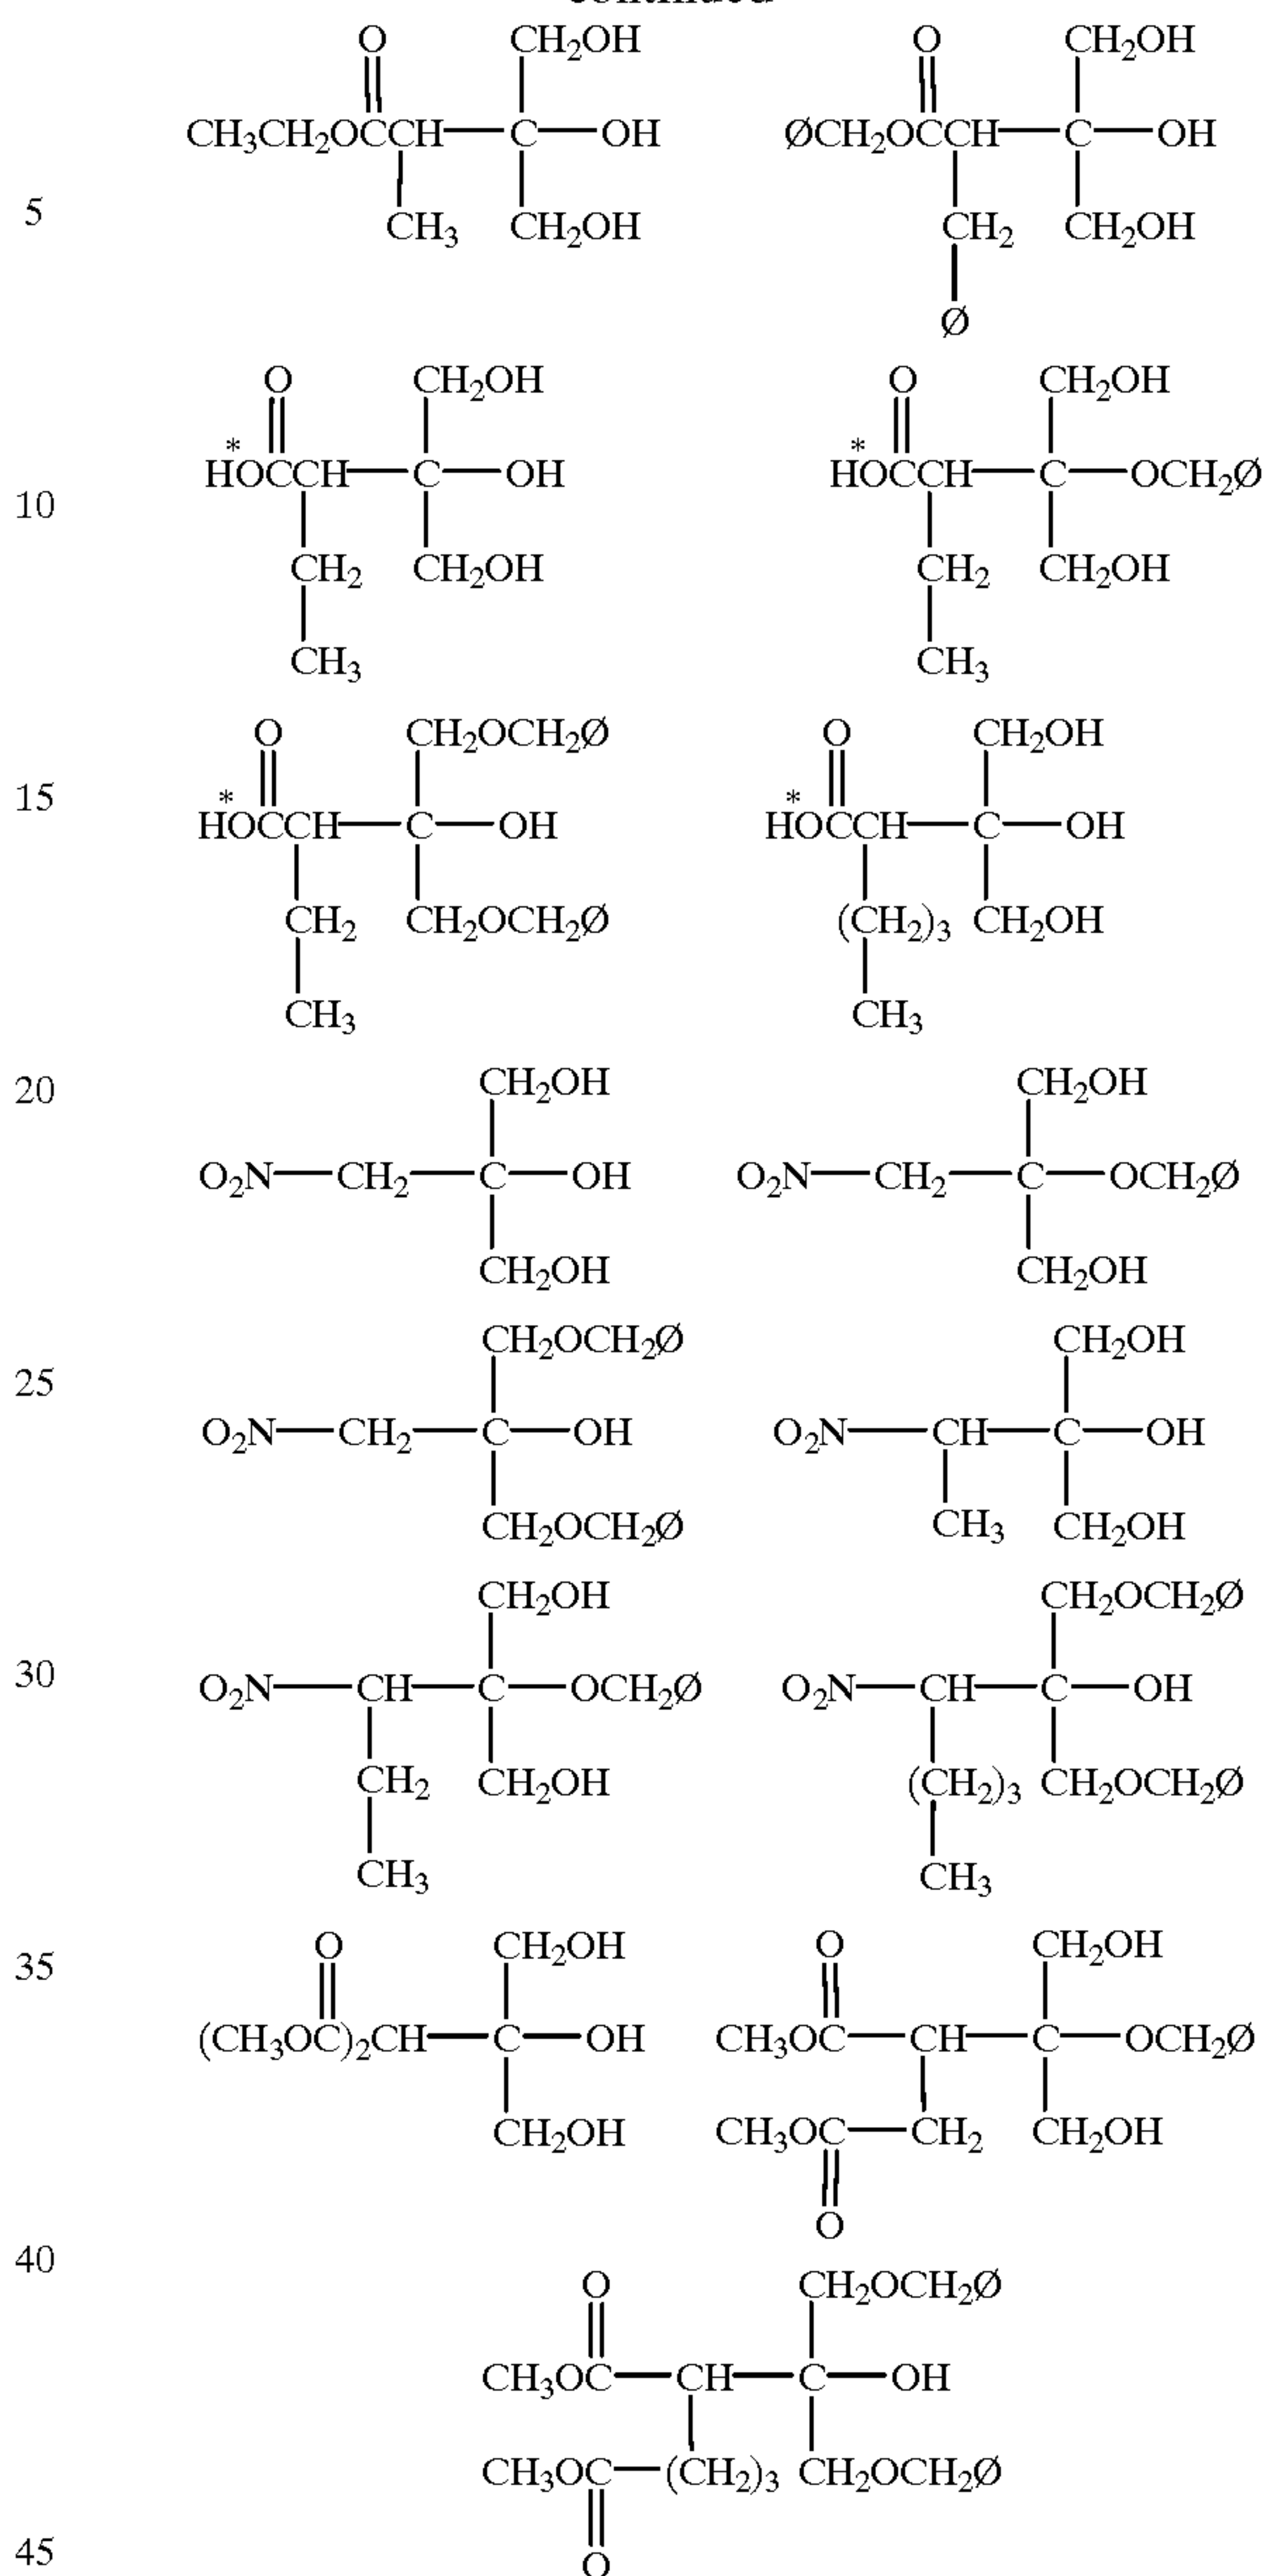 O CH₂OH O CH₂OH
CH₃CH₂OCCH—C—OH ØCH₂OCCH—C—OH
5
CH₃ CH₂OH CH₂ CH₂OH
Ø
O CH₂OH O CH₂OH
* *
HOCCH—C—OH HOCCH—C—OCH₂Ø
10
CH₂ CH₂OH CH₂ CH₂OH
CH₃ CH₃
O CH₂OCH₂Ø O CH₂OH
15 * *
HOCCH—C—OH HOCCH—C—OH
CH₂ CH₂OCH₂Ø (CH₂)₃ CH₂OH
CH₃ CH₃
20 CH₂OH CH₂OH
O₂N—CH₂—C—OH O₂N—CH₂—C—OCH₂Ø
CH₂OH CH₂OH
CH₂OCH₂Ø CH₂OH
25
O₂N—CH₂—C—OH O₂N—CH—C—OH
CH₂OCH₂Ø CH₃ CH₂OH
CH₂OH CH₂OCH₂Ø
30 O₂N—CH—C—OCH₂Ø O₂N—CH—C—OH
CH₂ CH₂OH (CH₂)₃ CH₂OCH₂Ø
CH₃ CH₃
35 O CH₂OH O CH₂OH
(CH₃OC)₂CH—C—OH CH₃OC—CH—C—OCH₂Ø
CH₂OH CH₃OC—CH₂ CH₂OH
O
40
O CH₂OCH₂Ø
CH₃OC—CH—C—OH
CH₃OC—(CH₂)₃ CH₂OCH₂Ø
45
O